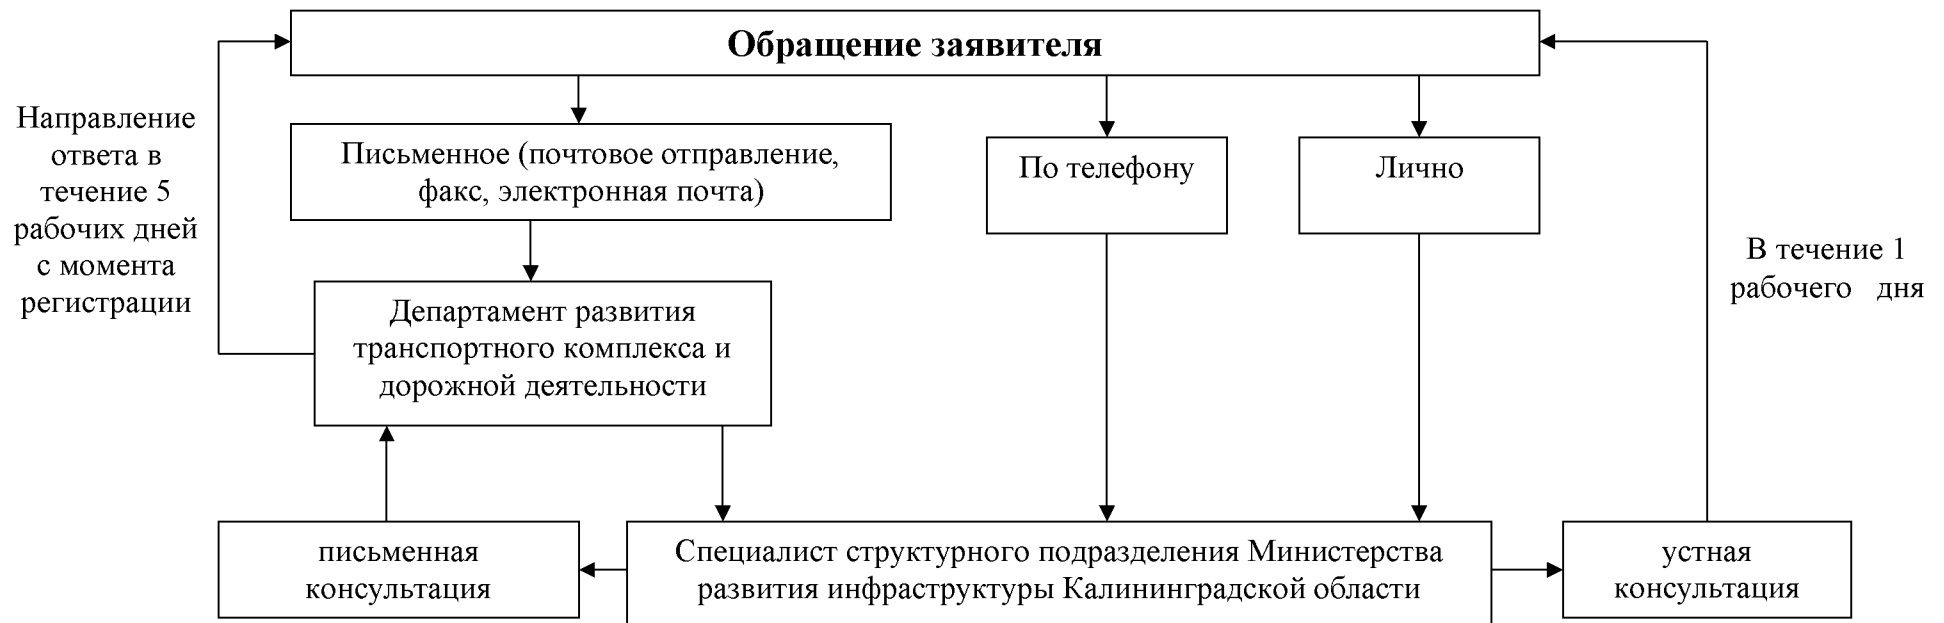 Обращение заявителя
Направление
ответа в
течение 5
рабочих дней
с момента
регистрации
Письменное (почтовое отправление,
факс, электронная почта)
По телефону
Лично
В течение 1
рабочего дня
Департамент развития
транспортного комплекса и
дорожной деятельности
письменная
консультация
Специалист структурного подразделения Министерства
развития инфраструктуры Калининградской области
устная
консультация